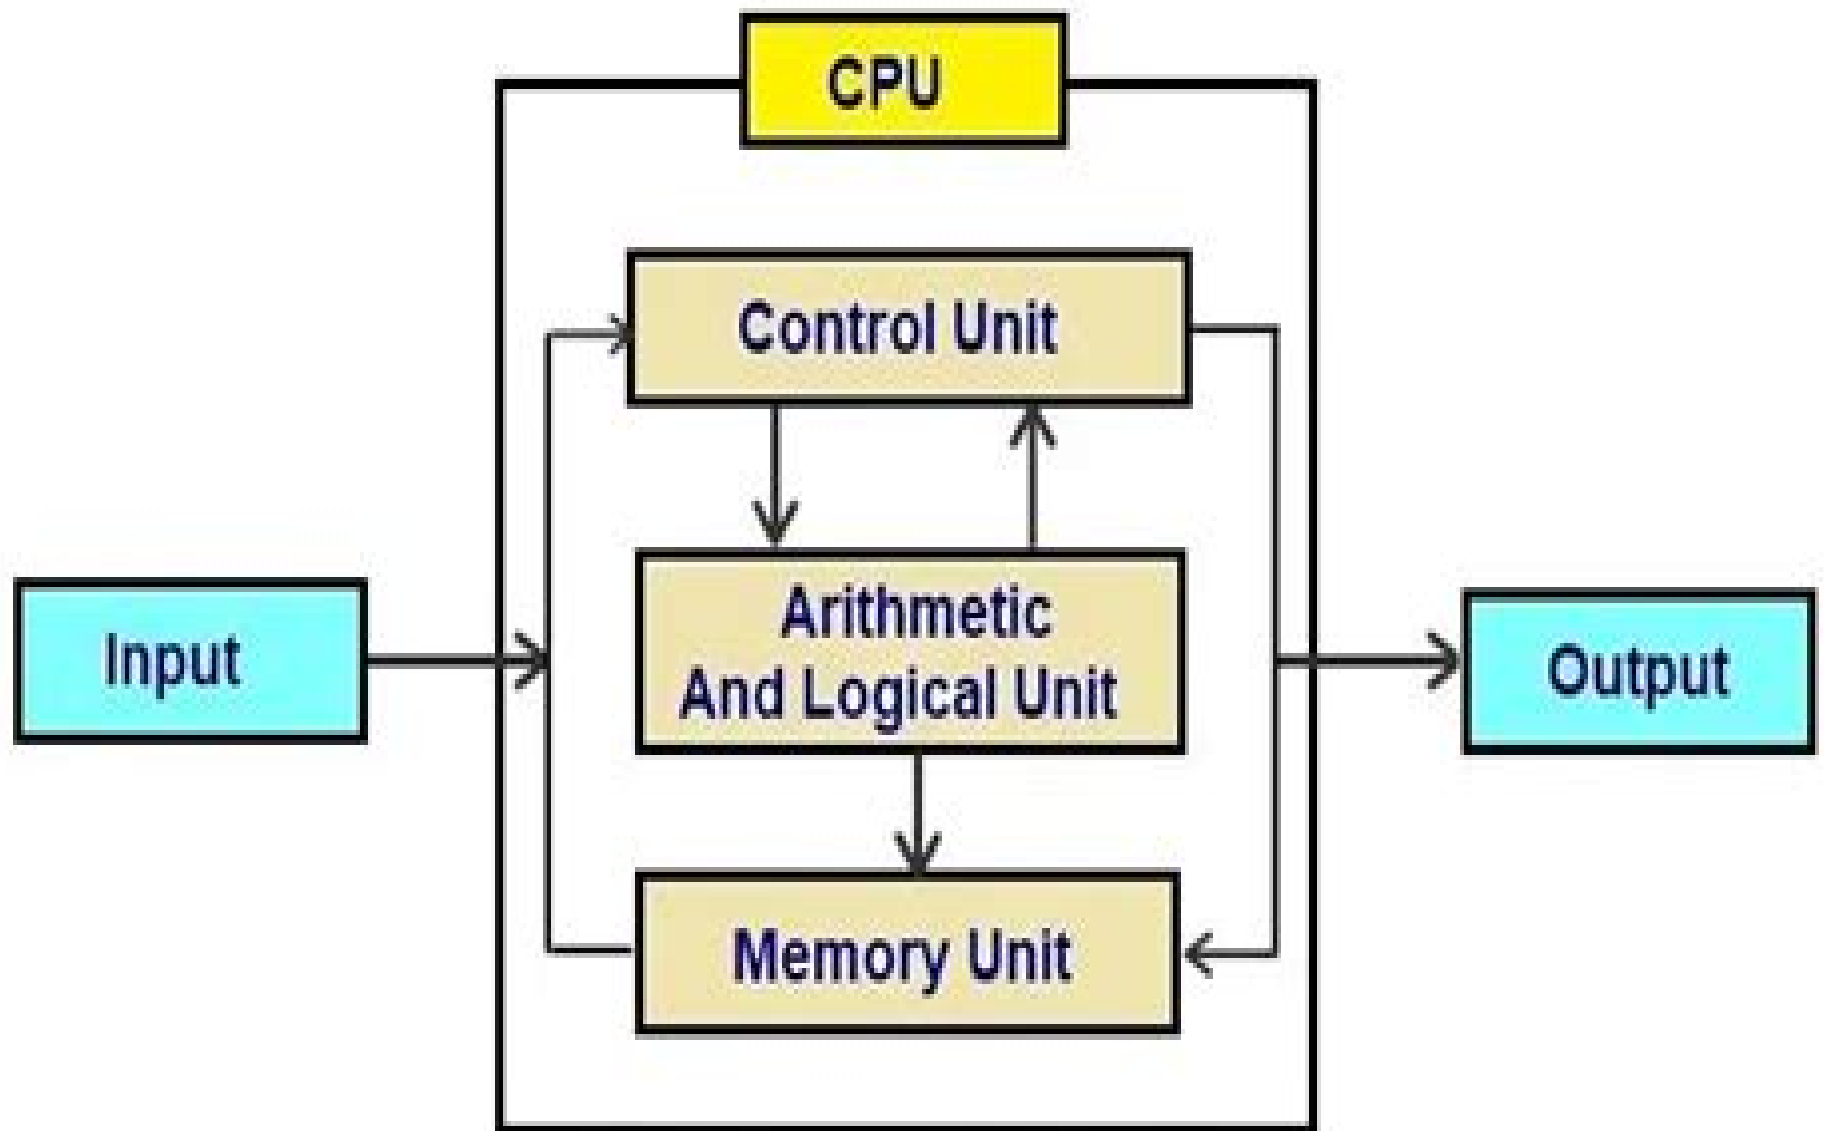 CPU
Control Unit
Input
Arithmetic
And Logical Unit
Output
Memory Unit